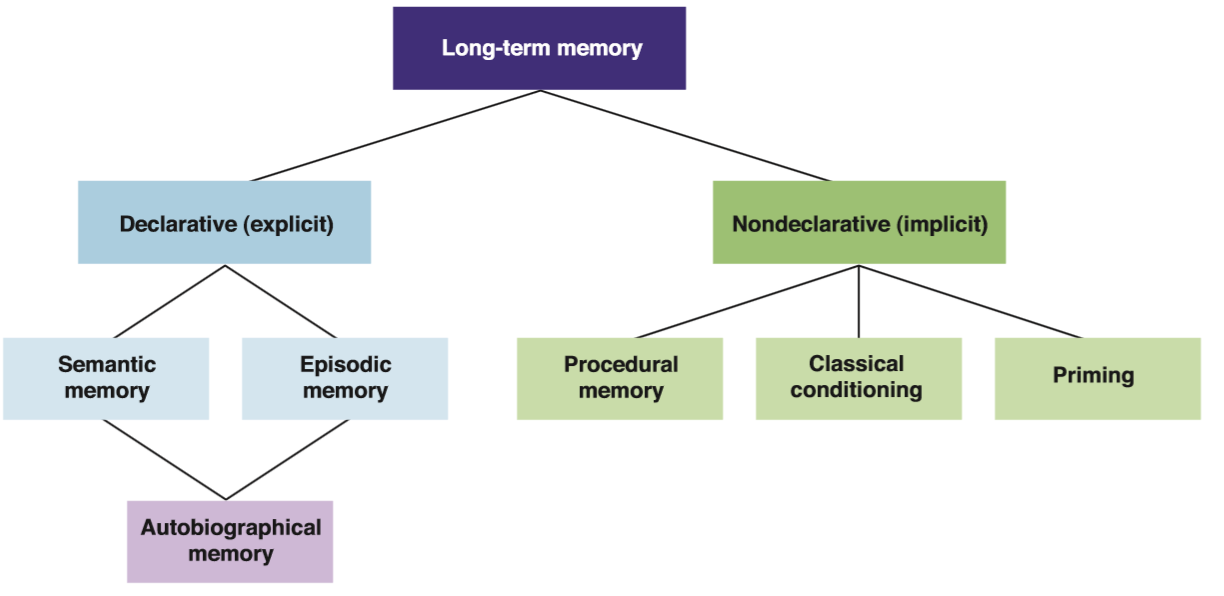 Long-term memory
Declarative (explicit)
Nondeclarative (implicit)
Semantic
memory
Episodic
memory
Procedural
memory
Classical
conditioning
Priming
Autobiographical
memory